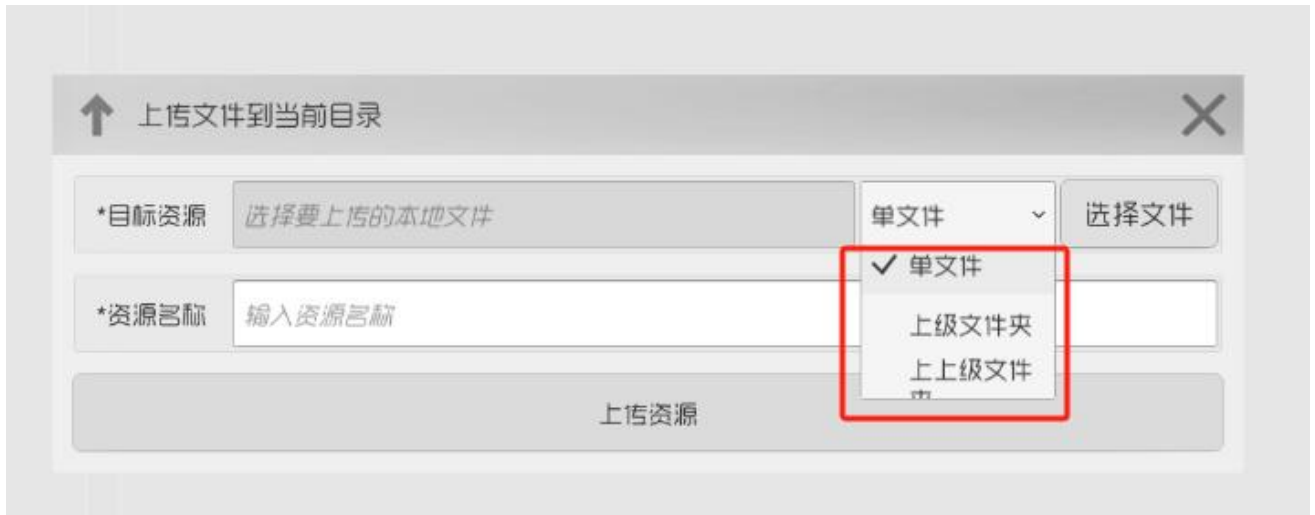 上传文件到当前目录
*目标资源 选择要上传的本地文件 单文件 选择文件
单文件
*资源名称 输入资源名称
上级文件夹
上上级文件
上传资源